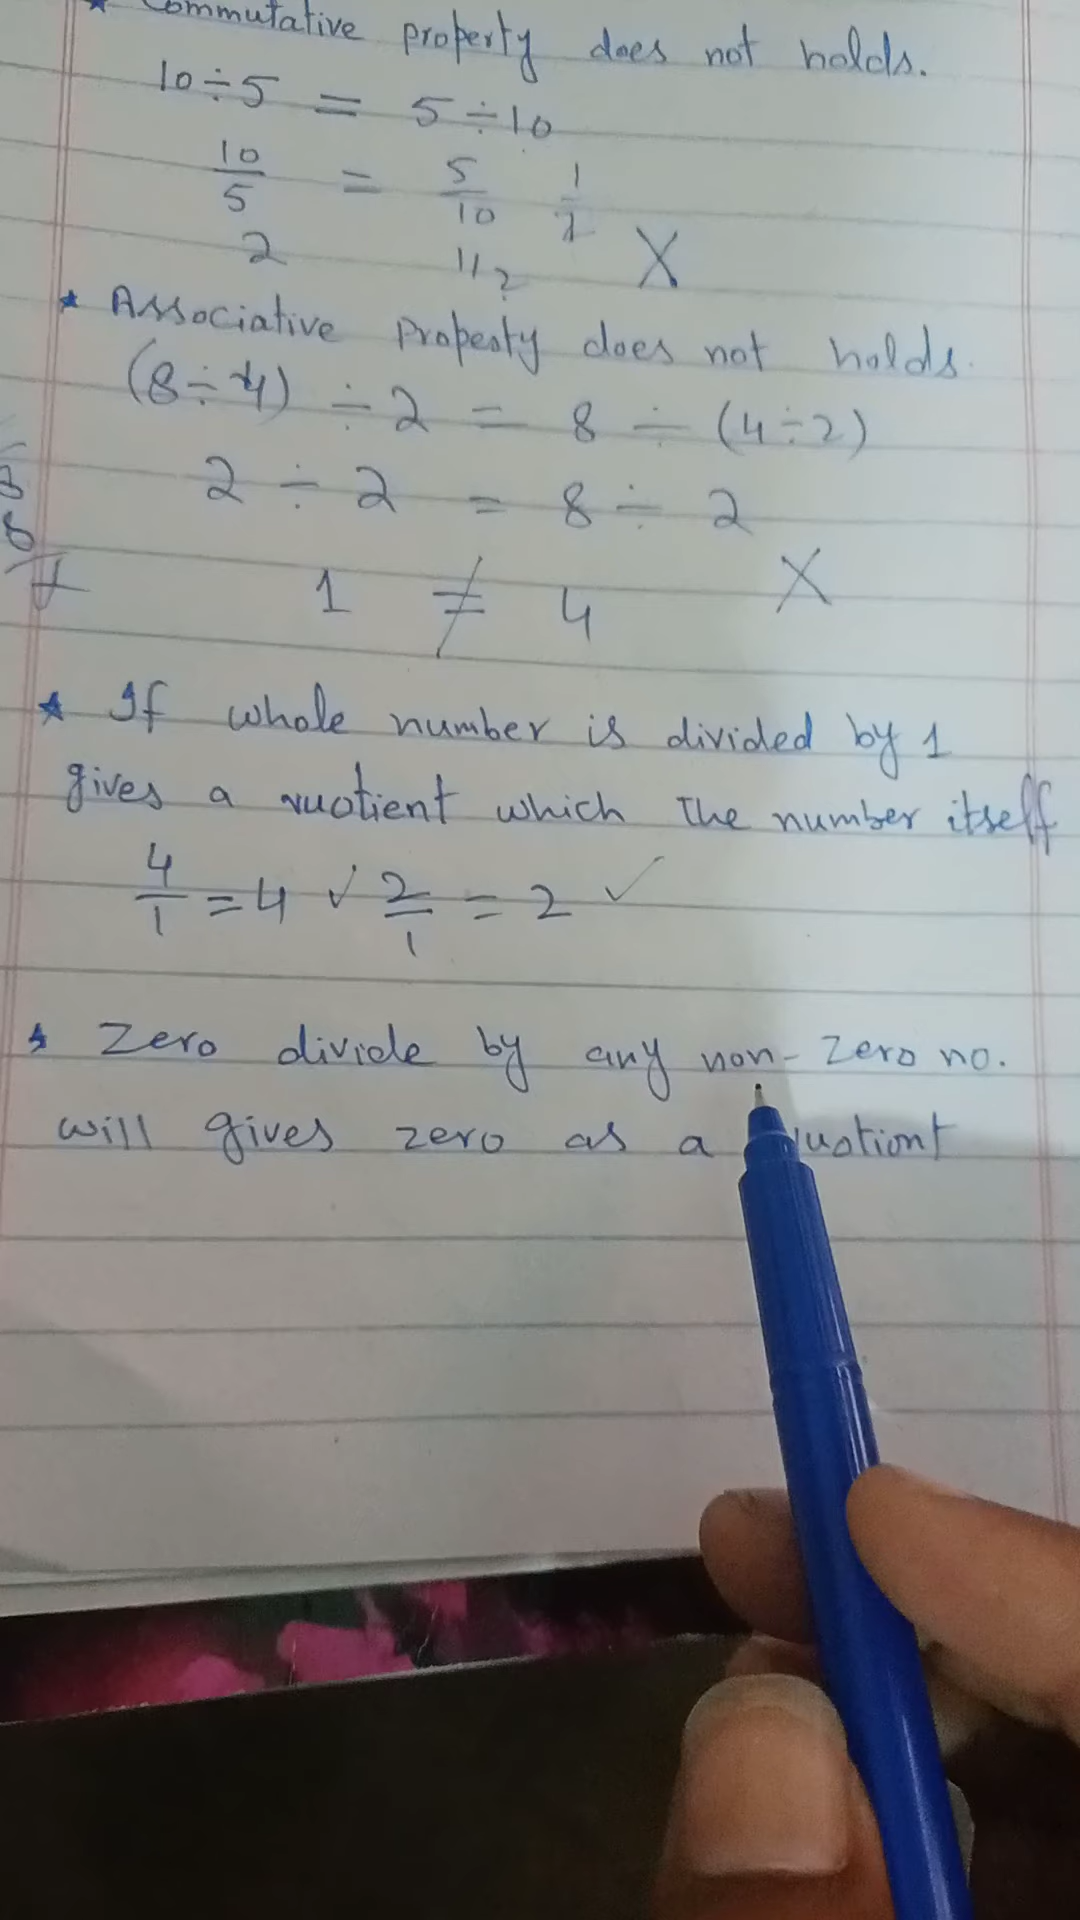 * Commutative property does not holds.
10÷5 = 5÷10
10/5 = 5/10 1/2
2 1/2 X
* Associative Property does not holds.
(8÷4) ÷2 = 8 ÷ (4÷2)
2 ÷ 2 = 8 ÷ 2
1 ≠ 4 X
* If whole number is divided by 1
gives a quotient which the number itself
4/1 = 4 ✓ 2/1 = 2 ✓
* Zero divide by any non-zero no.
will gives zero as a quotient